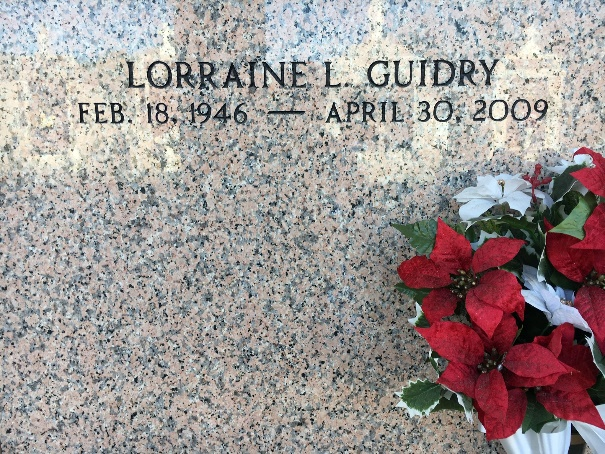 LORRAINE L. GUIDRY
FEB. 18, 1946 — APRIL 30, 2009